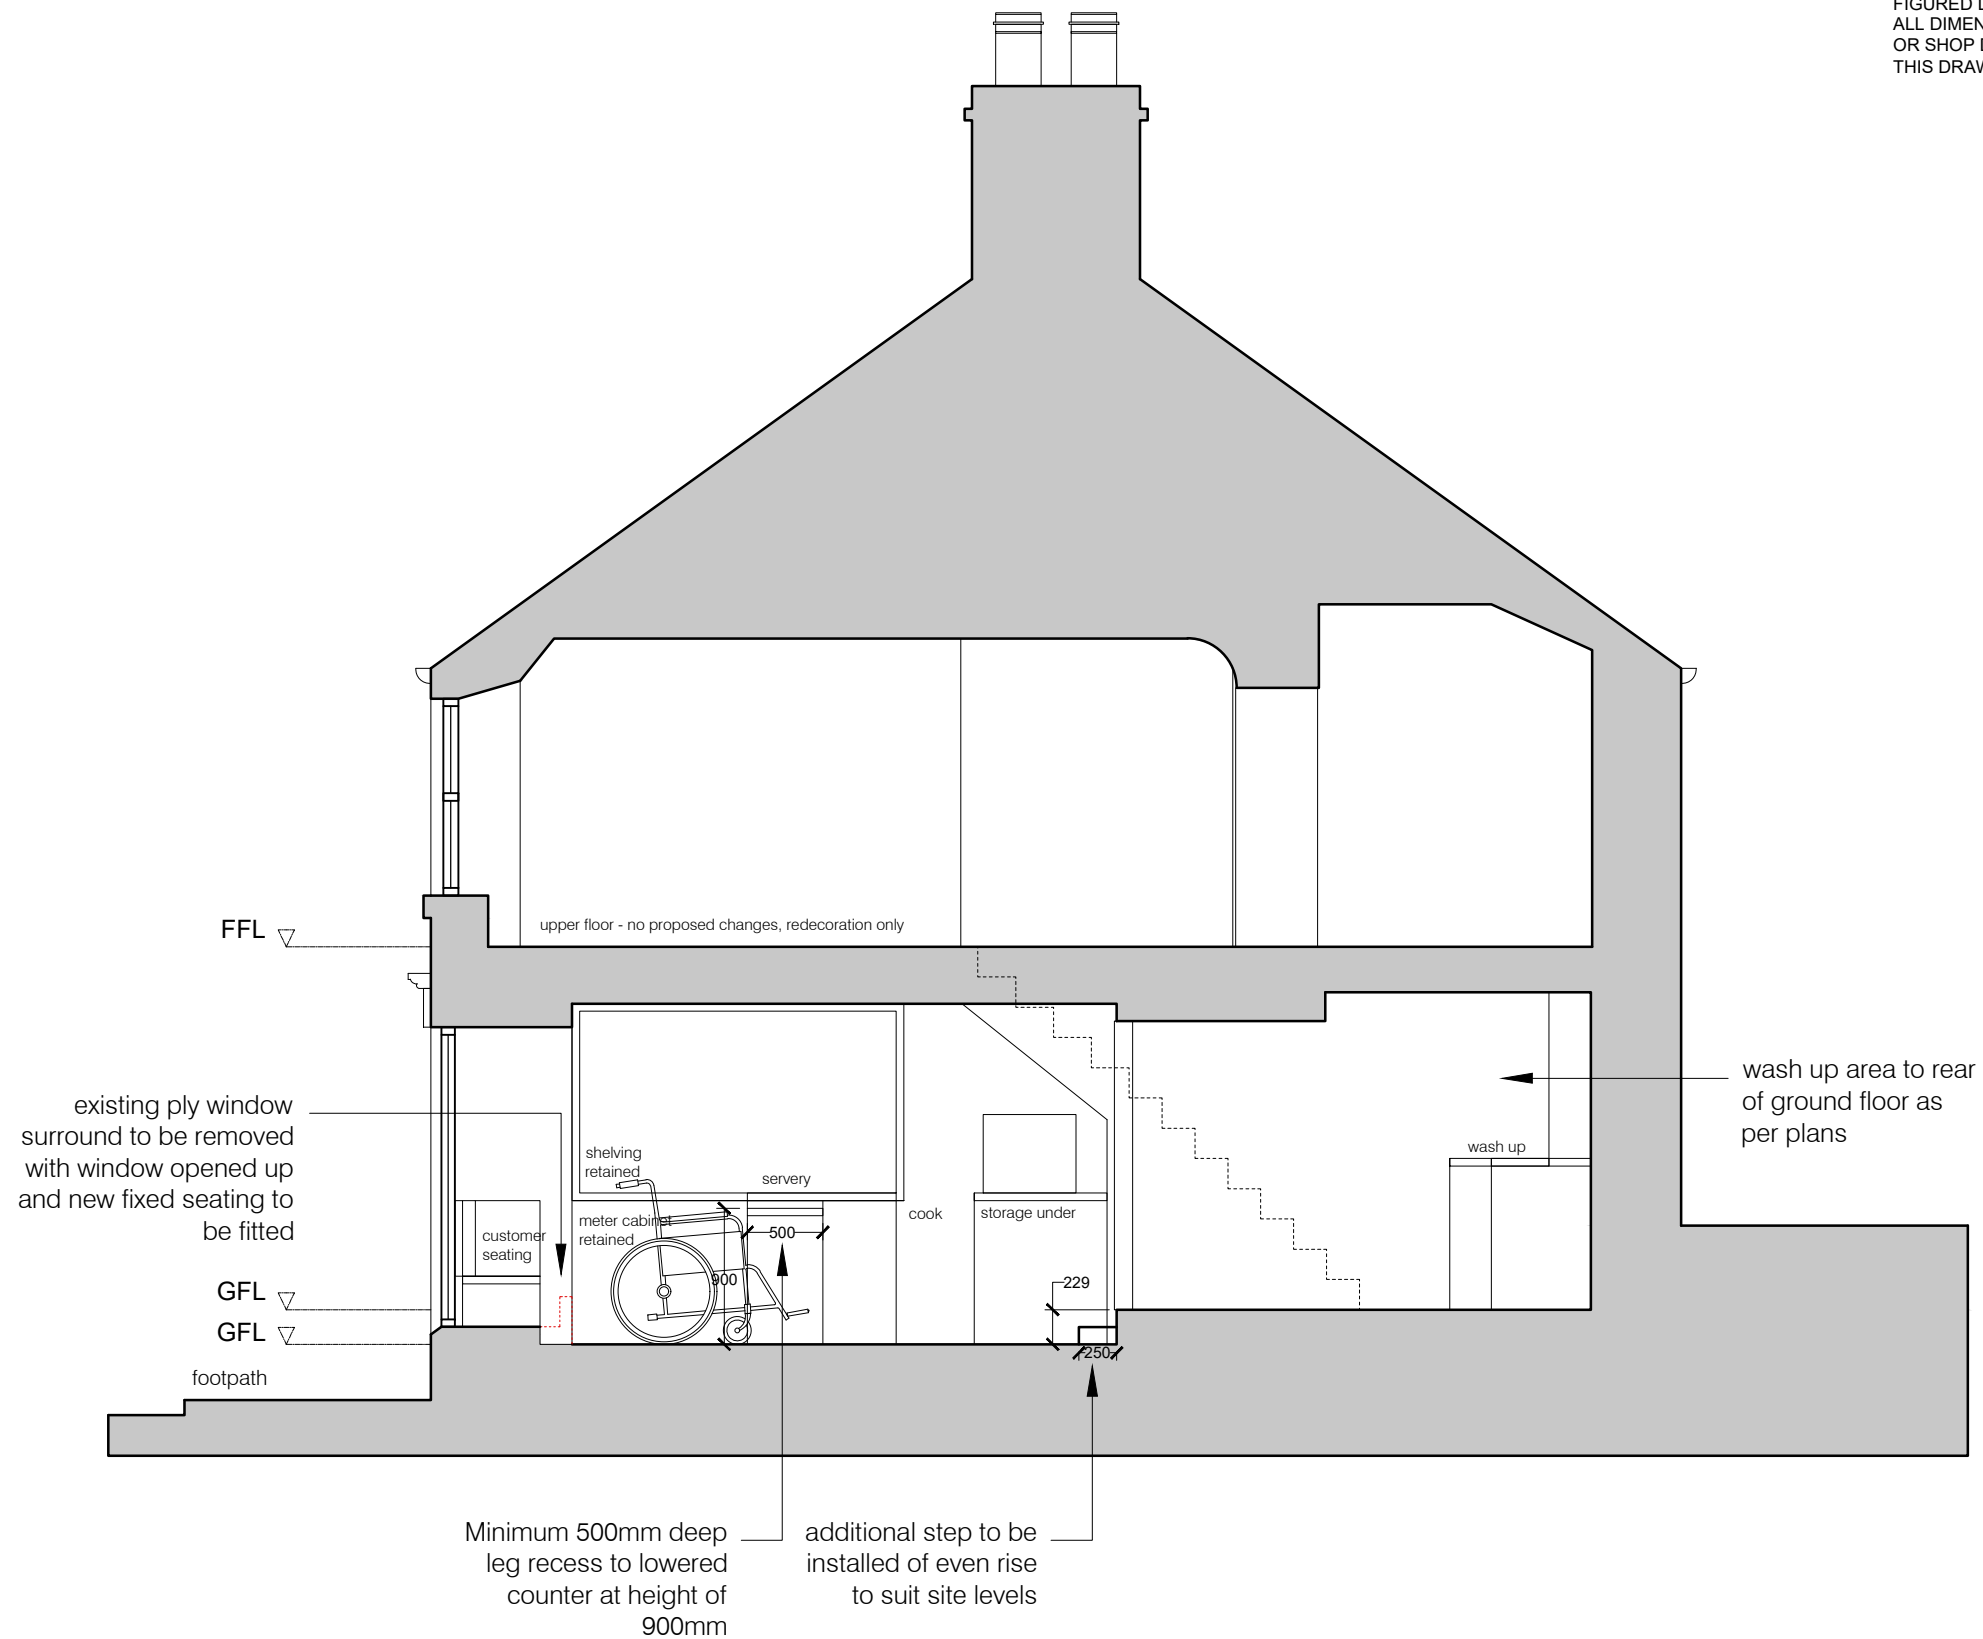 FIGURED
ALL DIMEN
OR SHOP
THIS DRAW
FFL
upper floor - no proposed changes, redecoration only
existing ply window
surround to be removed
with window opened up
and new fixed seating to
be fitted
wash up area to rear
of ground floor as
per plans
shelving
retained
servery
wash up
customer
seating
meter cabinet
retained
500
cook
storage under
900
229
GFL
GFL
250
footpath
Minimum 500mm deep
leg recess to lowered
counter at height of
900mm
additional step to be
installed of even rise
to suit site levels